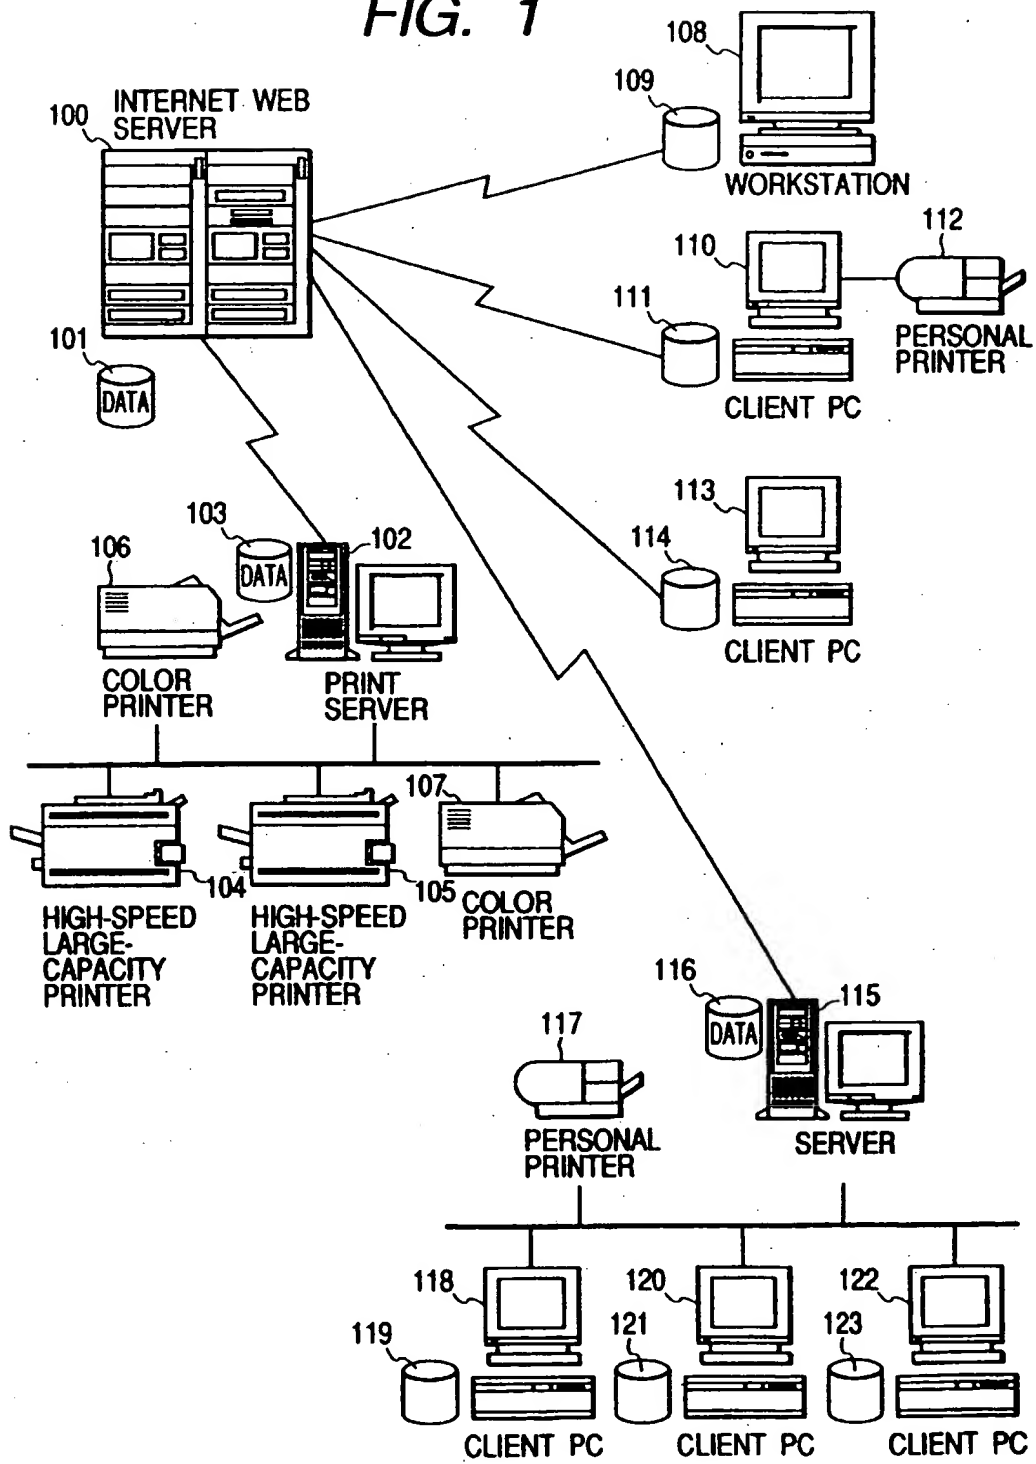 FIG. 1
108
109
INTERNET WEB
SERVER
100
WORKSTATION
112
110
111
PERSONAL
PRINTER
CLIENT PC
101
DATA
113
114
CLIENT PC
103
DATA
102
106
COLOR
PRINTER
PRINT
SERVER
107
104
105
HIGH-SPEED
LARGE-
CAPACITY
PRINTER
HIGH-SPEED
LARGE-
CAPACITY
PRINTER
COLOR
PRINTER
116
DATA
115
117
PERSONAL
PRINTER
SERVER
118
120
122
119
121
123
CLIENT PC
CLIENT PC
CLIENT PC